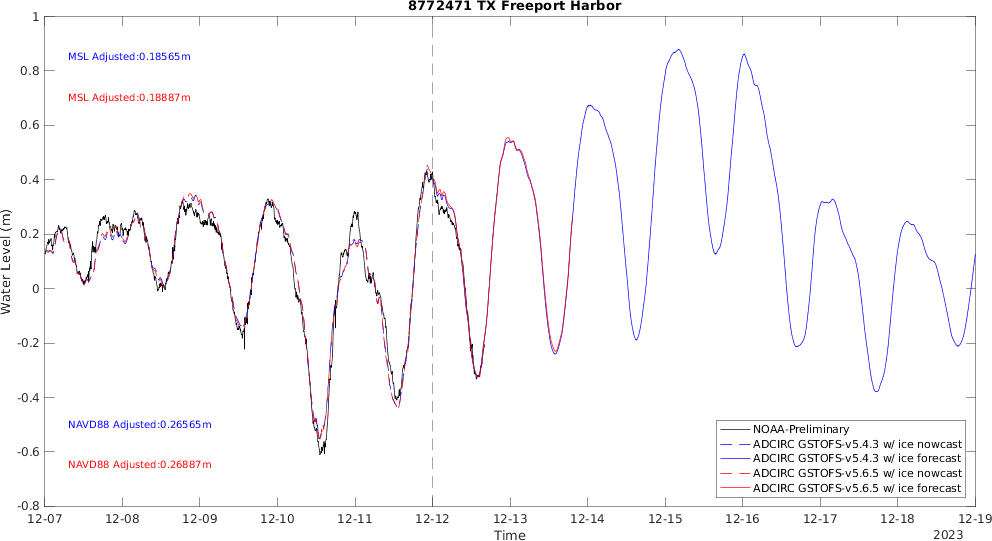 8772471 TX Freeport Harbor
1
0.8
0.6
0.4
0.2
0
-0.2
-0.4
-0.6
-0.8
Water Level (m)
MSL Adjusted:0.18565m
MSL Adjusted:0.18887m
NAVD88 Adjusted:0.26565m
NAVD88 Adjusted:0.26887m
NOAA-Preliminary
ADCIRC GSTOFS-v5.4.3 w/ ice nowcast
ADCIRC GSTOFS-v5.4.3 w/ ice forecast
ADCIRC GSTOFS-v5.6.5 w/ ice nowcast
ADCIRC GSTOFS-v5.6.5 w/ ice forecast
12-07 12-08 12-09 12-10 12-11 12-12 12-13 12-14 12-15 12-16 12-17 12-18 12-19
Time
2023